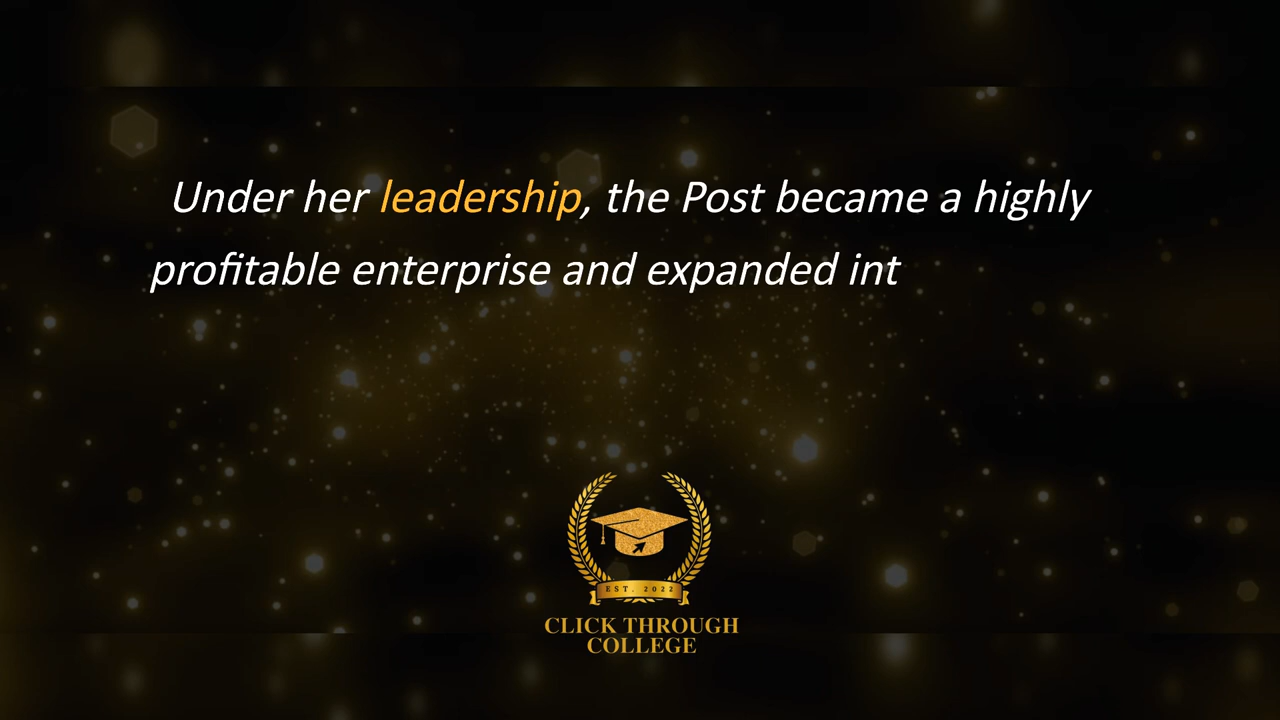 Under her leadership, the Post became a highly
profitable enterprise and expanded int
EST. 2022
CLICK THROUGH
COLLEGE